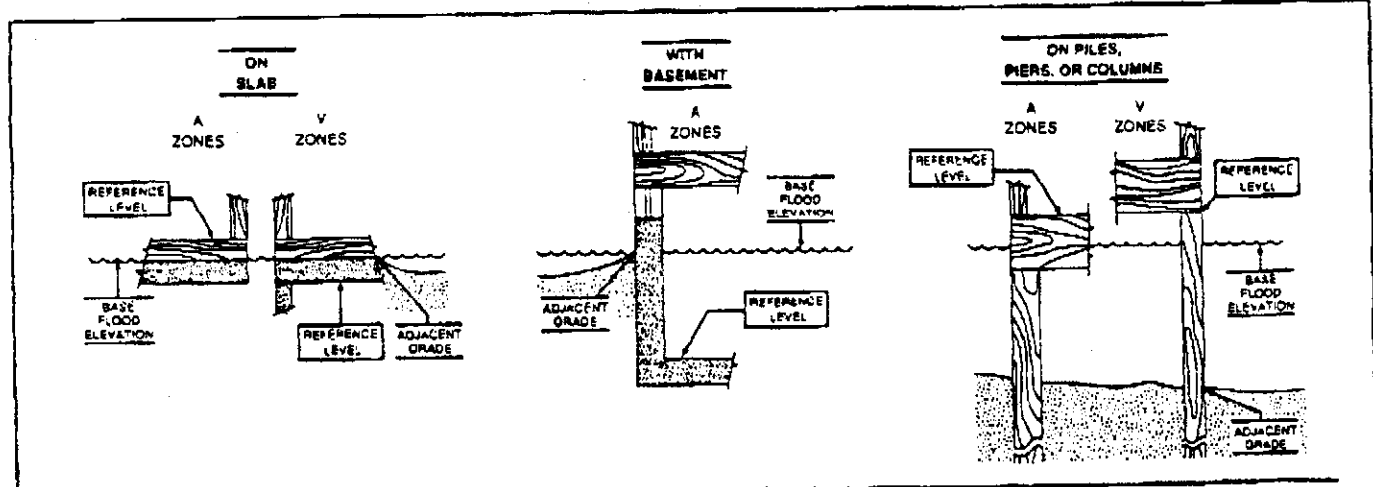 ON
SLAB
A
ZONES
V
ZONES
REFERENCE
LEVEL
BASE
FLOOD
ELEVATION
REFERENCE
LEVEL
ADJACENT
GRADE
WITH
BASEMENT
A
ZONES
BASE
FLOOD
ELEVATION
ADJACENT
GRADE
REFERENCE
LEVEL
ON PILES,
PIERS, OR COLUMNS
A
ZONES
V
ZONES
REFERENCE
LEVEL
REFERENCE
LEVEL
BASE
FLOOD
ELEVATION
ADJACENT
GRADE